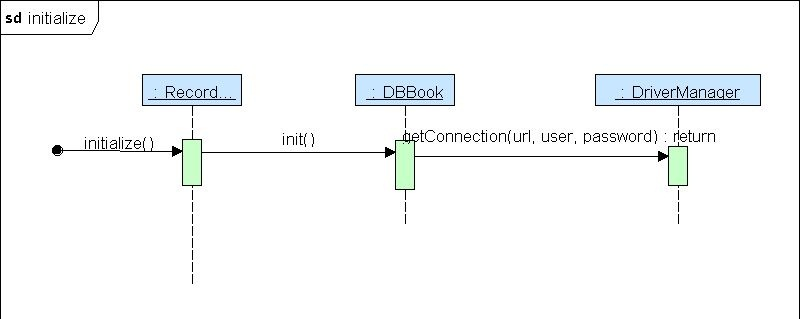 sd initialize
: Record...
: DBBook
: DriverManager
initialize()
init()
getConnection(url, user, password) : return